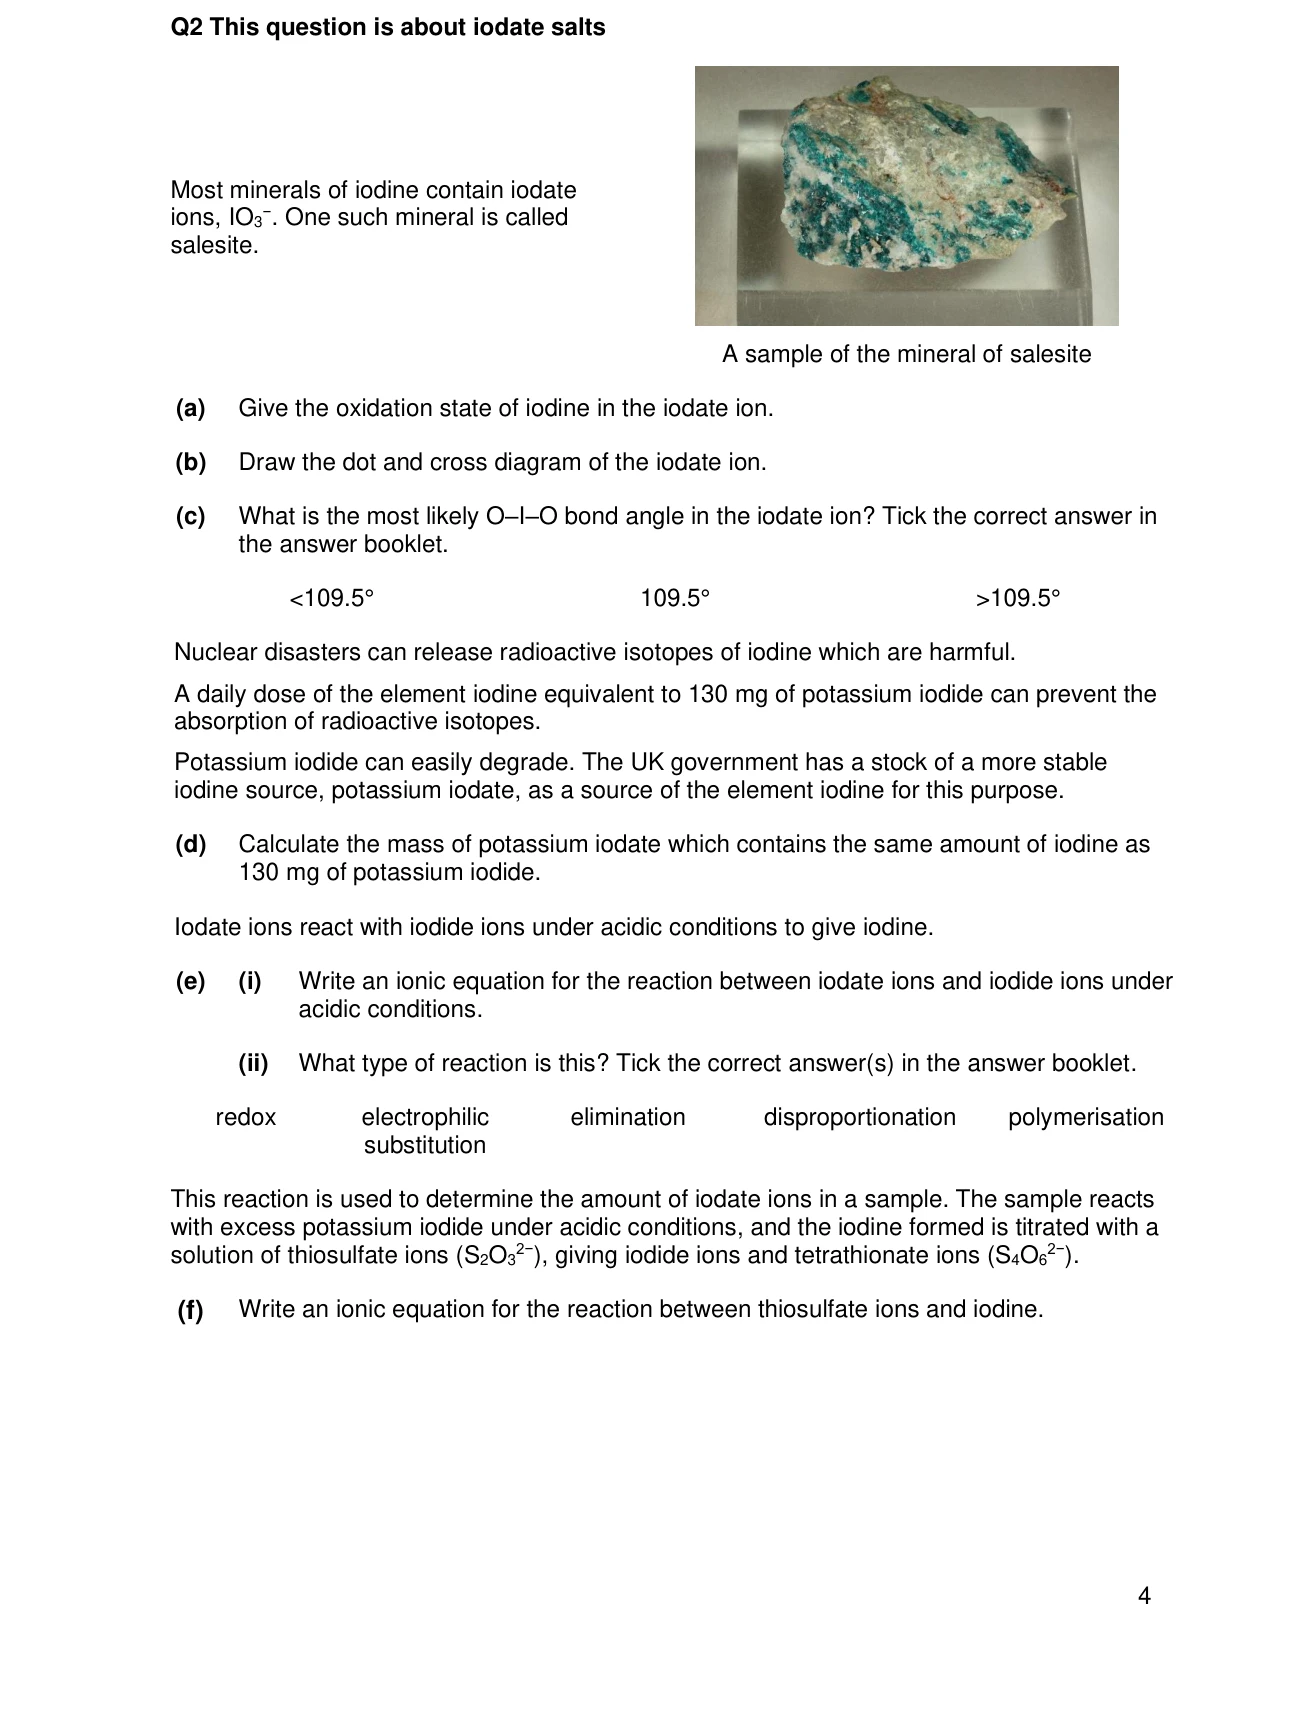 Q2 This question is about iodate salts
Most minerals of iodine contain iodate
ions, IO₃⁻. One such mineral is called
salesite.
A sample of the mineral of salesite
(a) Give the oxidation state of iodine in the iodate ion.
(b) Draw the dot and cross diagram of the iodate ion.
(c) What is the most likely O–I–O bond angle in the iodate ion? Tick the correct answer in
the answer booklet.
<109.5° 109.5° >109.5°
Nuclear disasters can release radioactive isotopes of iodine which are harmful.
A daily dose of the element iodine equivalent to 130 mg of potassium iodide can prevent the
absorption of radioactive isotopes.
Potassium iodide can easily degrade. The UK government has a stock of a more stable
iodine source, potassium iodate, as a source of the element iodine for this purpose.
(d) Calculate the mass of potassium iodate which contains the same amount of iodine as
130 mg of potassium iodide.
Iodate ions react with iodide ions under acidic conditions to give iodine.
(e) (i) Write an ionic equation for the reaction between iodate ions and iodide ions under
acidic conditions.
(ii) What type of reaction is this? Tick the correct answer(s) in the answer booklet.
redox electrophilic elimination disproportionation polymerisation
substitution
This reaction is used to determine the amount of iodate ions in a sample. The sample reacts
with excess potassium iodide under acidic conditions, and the iodine formed is titrated with a
solution of thiosulfate ions (S₂O₃²⁻), giving iodide ions and tetrathionate ions (S₄O₆²⁻).
(f) Write an ionic equation for the reaction between thiosulfate ions and iodine.
4